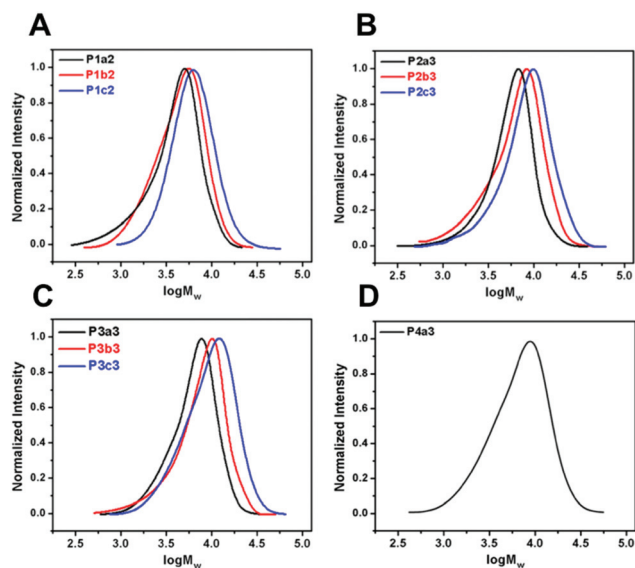 A
P1a2
P1b2
P1c2
Normalized Intensity
1.0
0.8
0.6
0.4
0.2
0.0
2.5 3.0 3.5 4.0 4.5 5.0
logMw
B
P2a3
P2b3
P2c3
Normalized Intensity
1.0
0.8
0.6
0.4
0.2
0.0
2.5 3.0 3.5 4.0 4.5 5.0
logMw
C
P3a3
P3b3
P3c3
Normalized Intensity
1.0
0.8
0.6
0.4
0.2
0.0
2.5 3.0 3.5 4.0 4.5 5.0
logMw
D
P4a3
Normalized Intensity
1.0
0.8
0.6
0.4
0.2
0.0
2.5 3.0 3.5 4.0 4.5 5.0
logMw